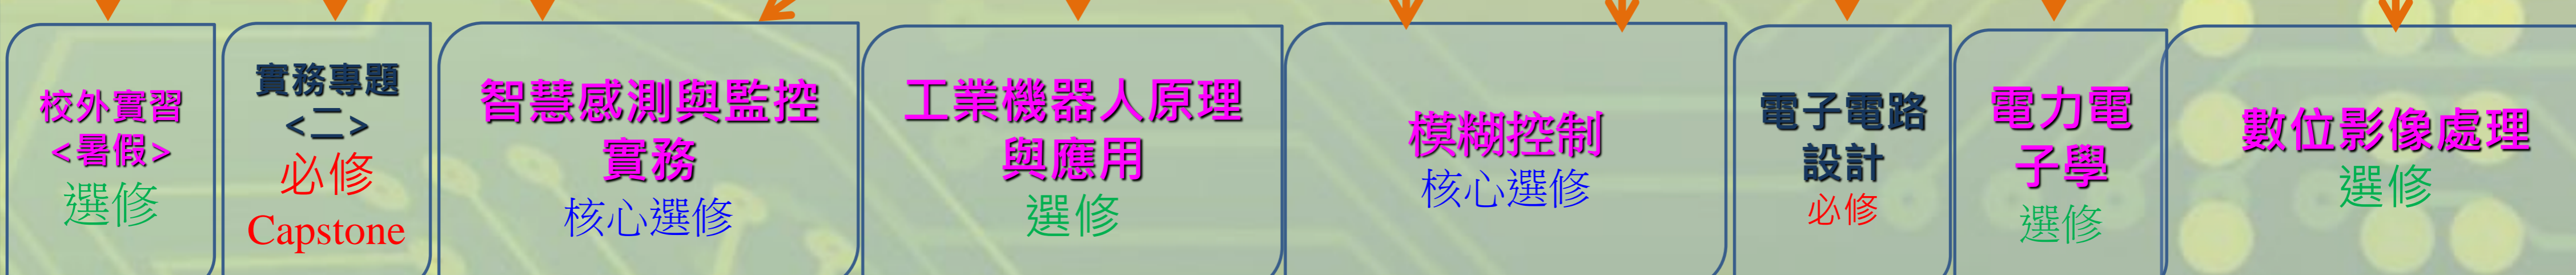 校外實習
<暑假>
選修
實務專題
<二>
必修
Capstone
智慧感測與監控
實務
核心選修
工業機器人原理
與應用
選修
模糊控制
核心選修
電子電路
設計
必修
電力電
子學
選修
數位影像處理
選修